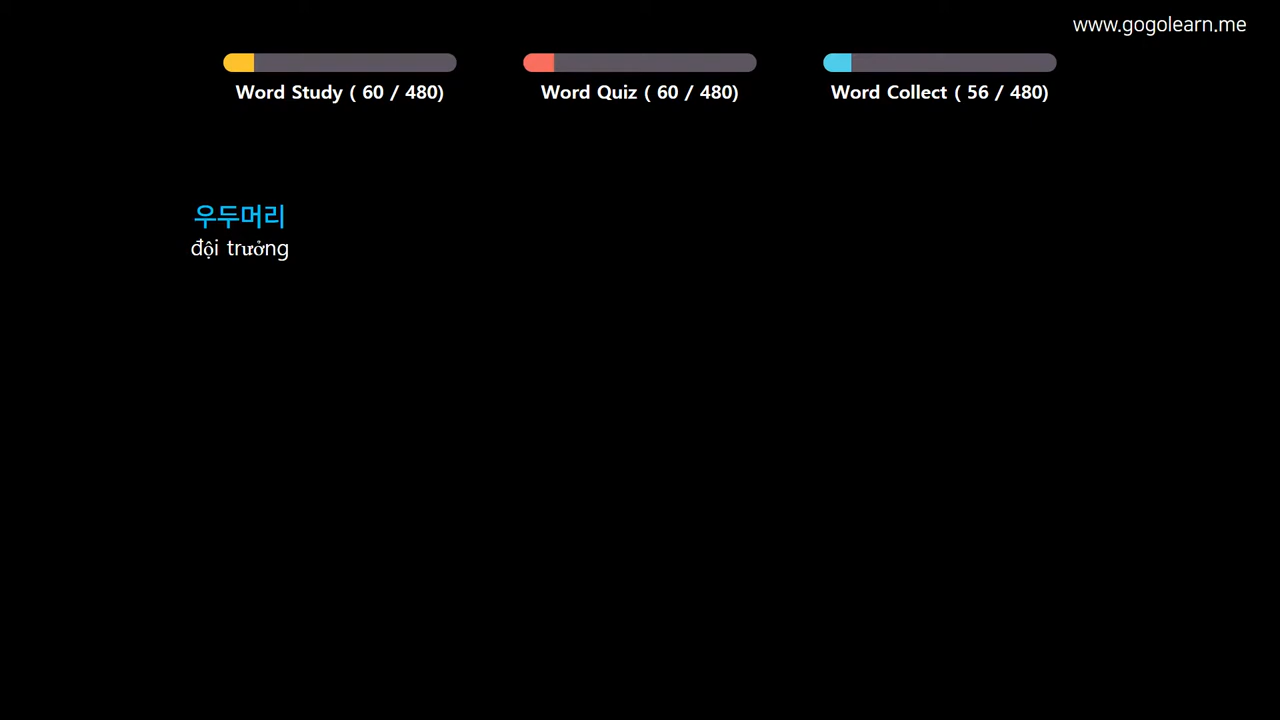 www.gogolearn.me
Word Study ( 60 / 480)
Word Quiz ( 60 / 480)
Word Collect ( 56 / 480)
우두머리
đội trưởng